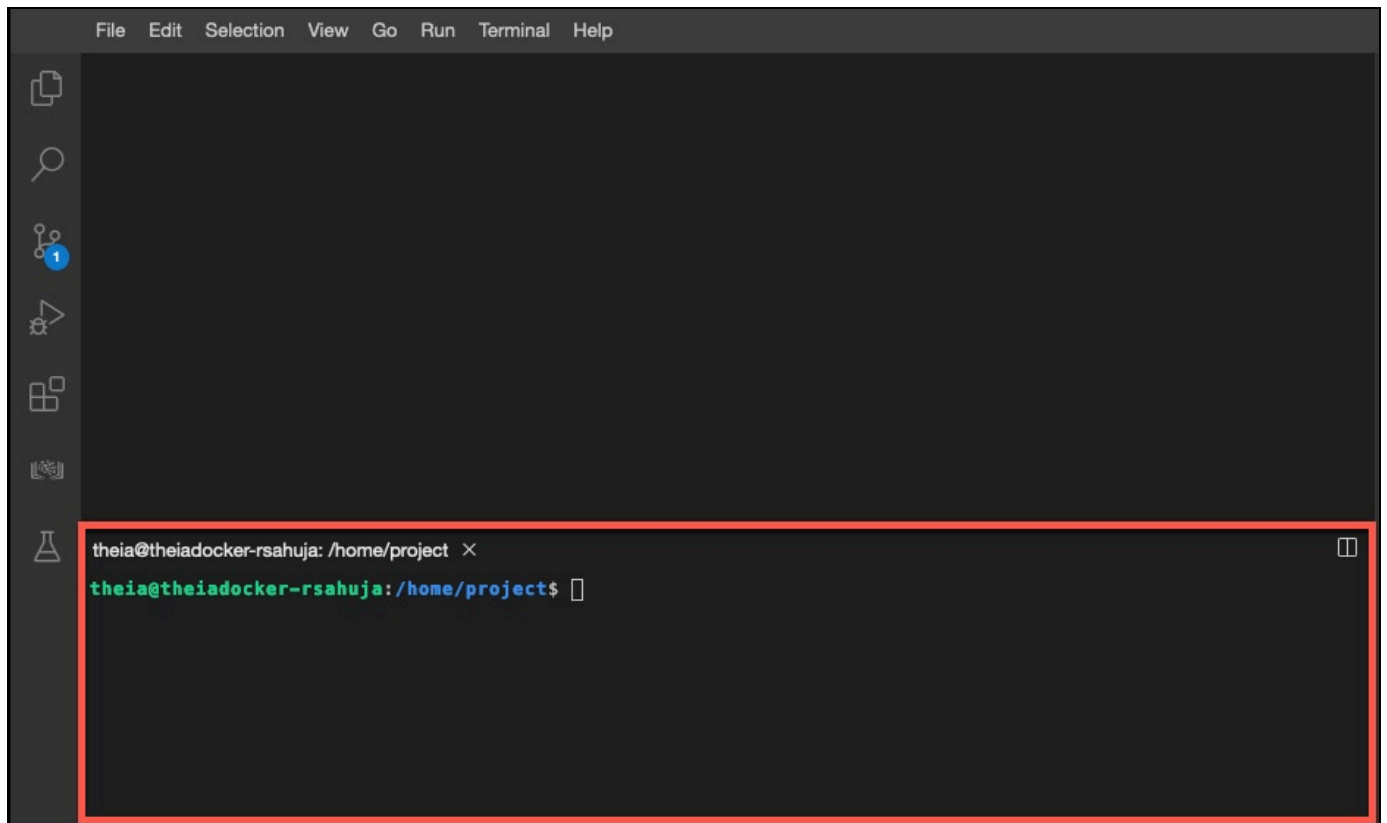 File Edit Selection View Go Run Terminal Help
1
theia@theiadocker-rsahuja: /home/project
theia@theiadocker-rsahuja:/home/project$